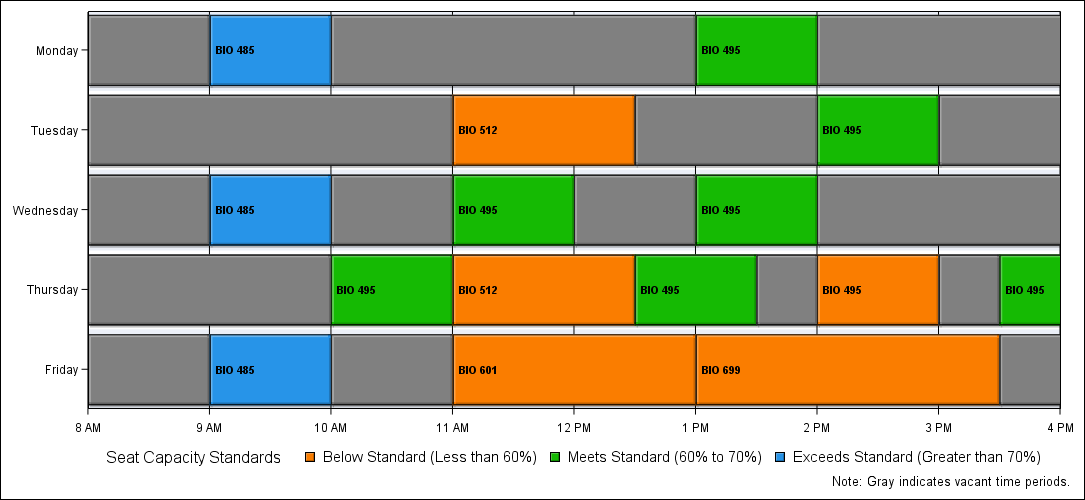 Monday BIO 485 BIO 495
Tuesday BIO 512 BIO 495
Wednesday BIO 485 BIO 495 BIO 495
Thursday BIO 495 BIO 512 BIO 495 BIO 495 BIO 495
Friday BIO 485 BIO 601 BIO 699
8 AM 9 AM 10 AM 11 AM 12 PM 1 PM 2 PM 3 PM 4 PM
Seat Capacity Standards Below Standard (Less than 60%) Meets Standard (60% to 70%) Exceeds Standard (Greater than 70%)
Note: Gray indicates vacant time periods.